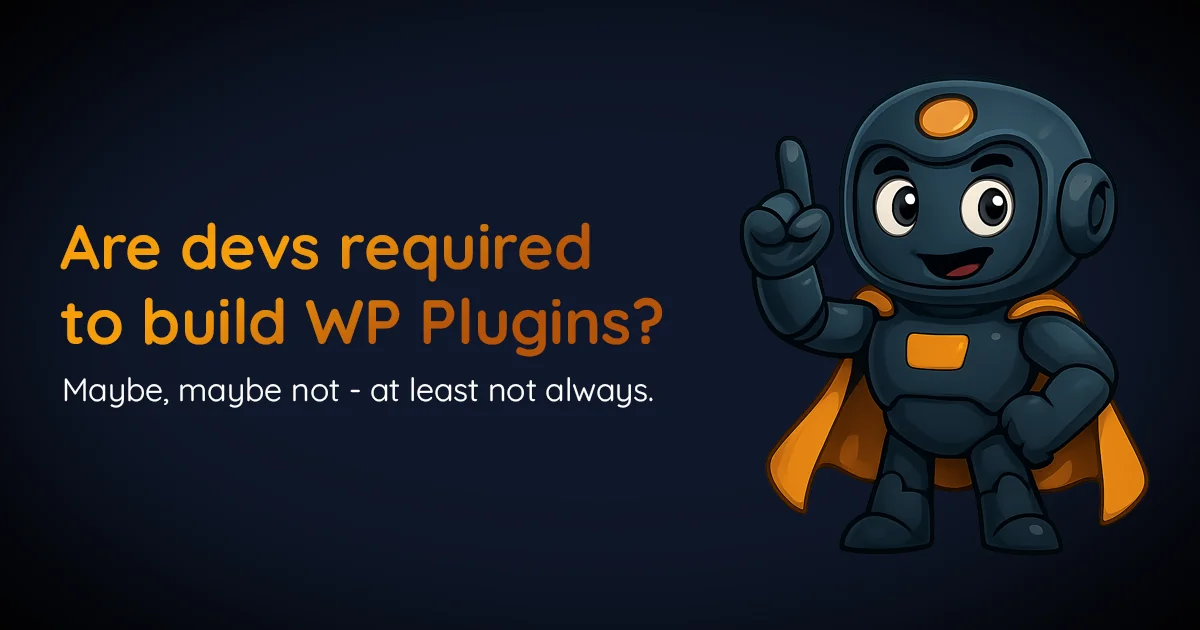 Are devs required
to build WP Plugins?
Maybe, maybe not - at least not always.